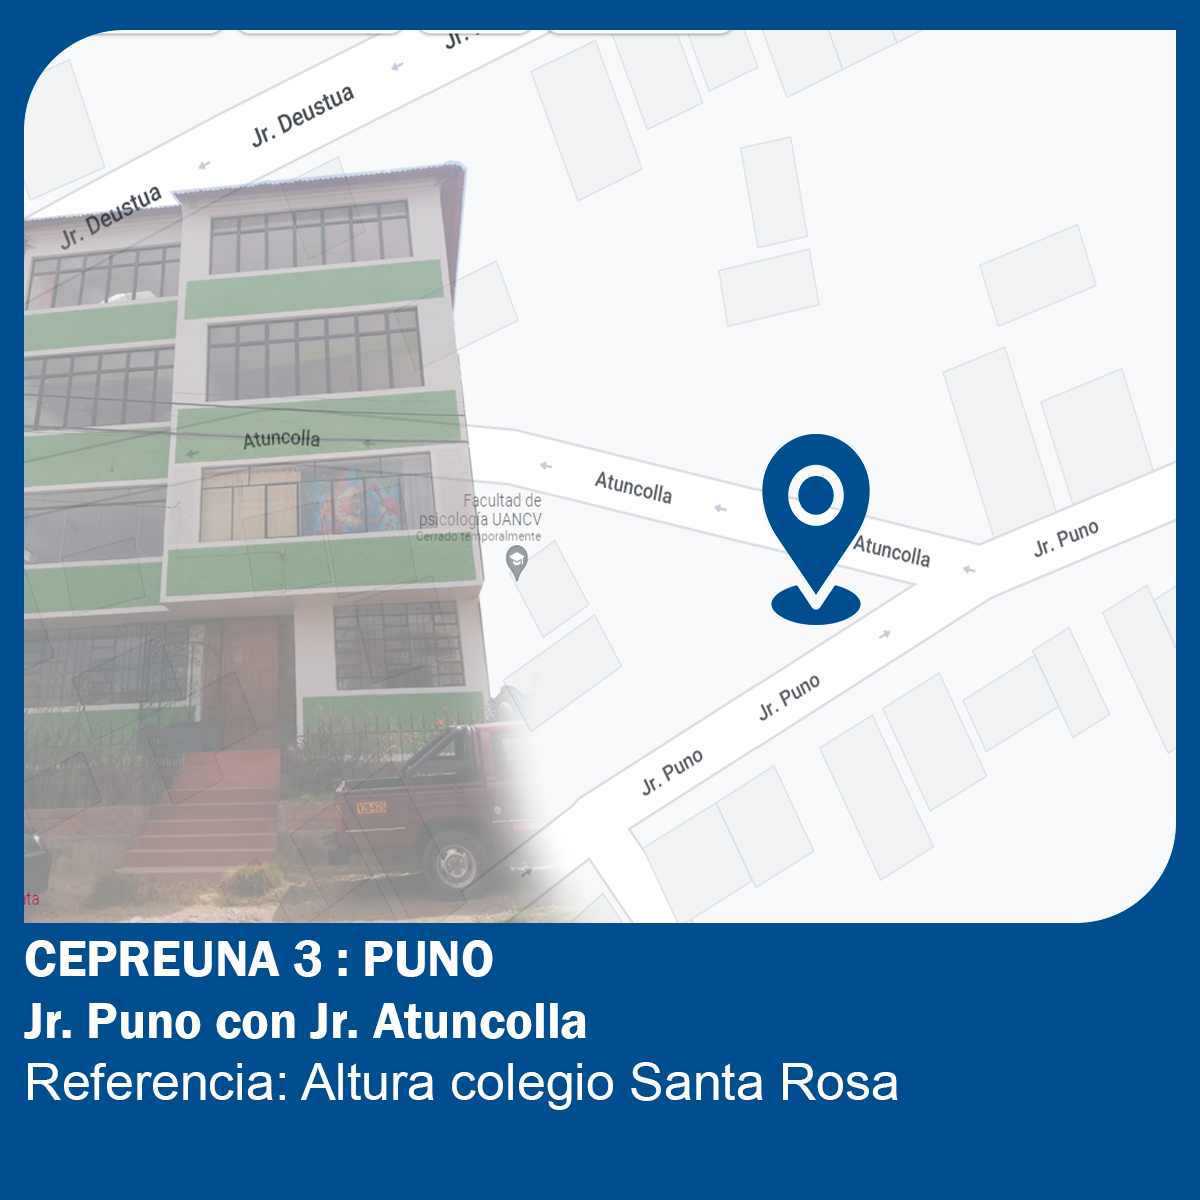 Jr. Deustua
Jr. Deustua
Atuncolla
Atuncolla
Atuncolla
Facultad de
psicología UANCV
Cerrado temporalmente
Jr. Puno
Jr. Puno
Jr. Puno
CEPREUNA 3 : PUNO
Jr. Puno con Jr. Atuncolla
Referencia: Altura colegio Santa Rosa